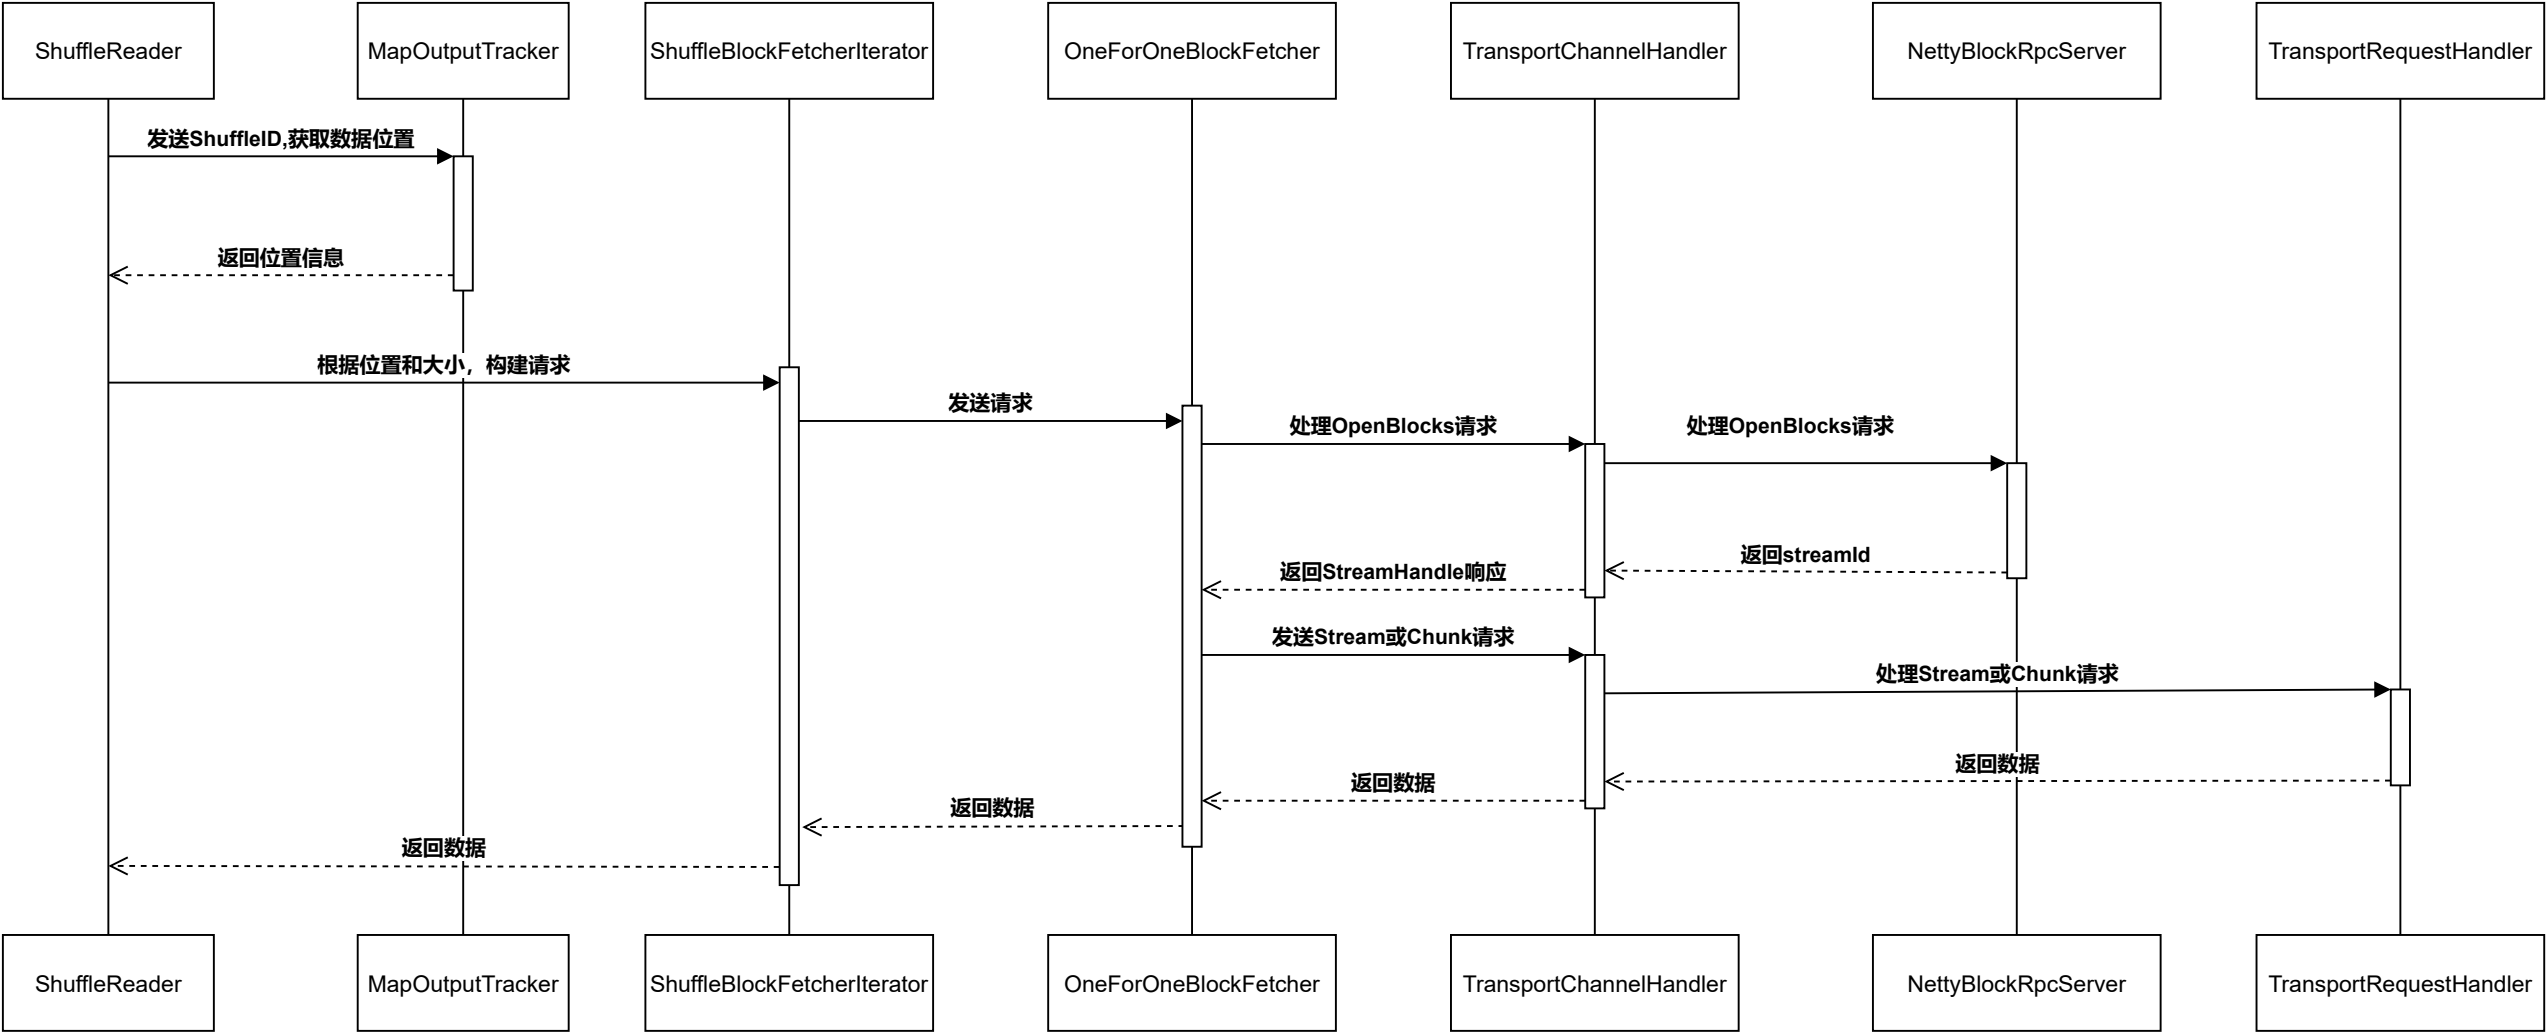 ShuffleReader
MapOutputTracker
ShuffleBlockFetcherIterator
OneForOneBlockFetcher
TransportChannelHandler
NettyBlockRpcServer
TransportRequestHandler
发送ShuffleID,获取数据位置
返回位置信息
根据位置和大小，构建请求
发送请求
处理OpenBlocks请求
处理OpenBlocks请求
返回streamId
返回StreamHandle响应
发送Stream或Chunk请求
处理Stream或Chunk请求
返回数据
返回数据
返回数据
返回数据
ShuffleReader
MapOutputTracker
ShuffleBlockFetcherIterator
OneForOneBlockFetcher
TransportChannelHandler
NettyBlockRpcServer
TransportRequestHandler